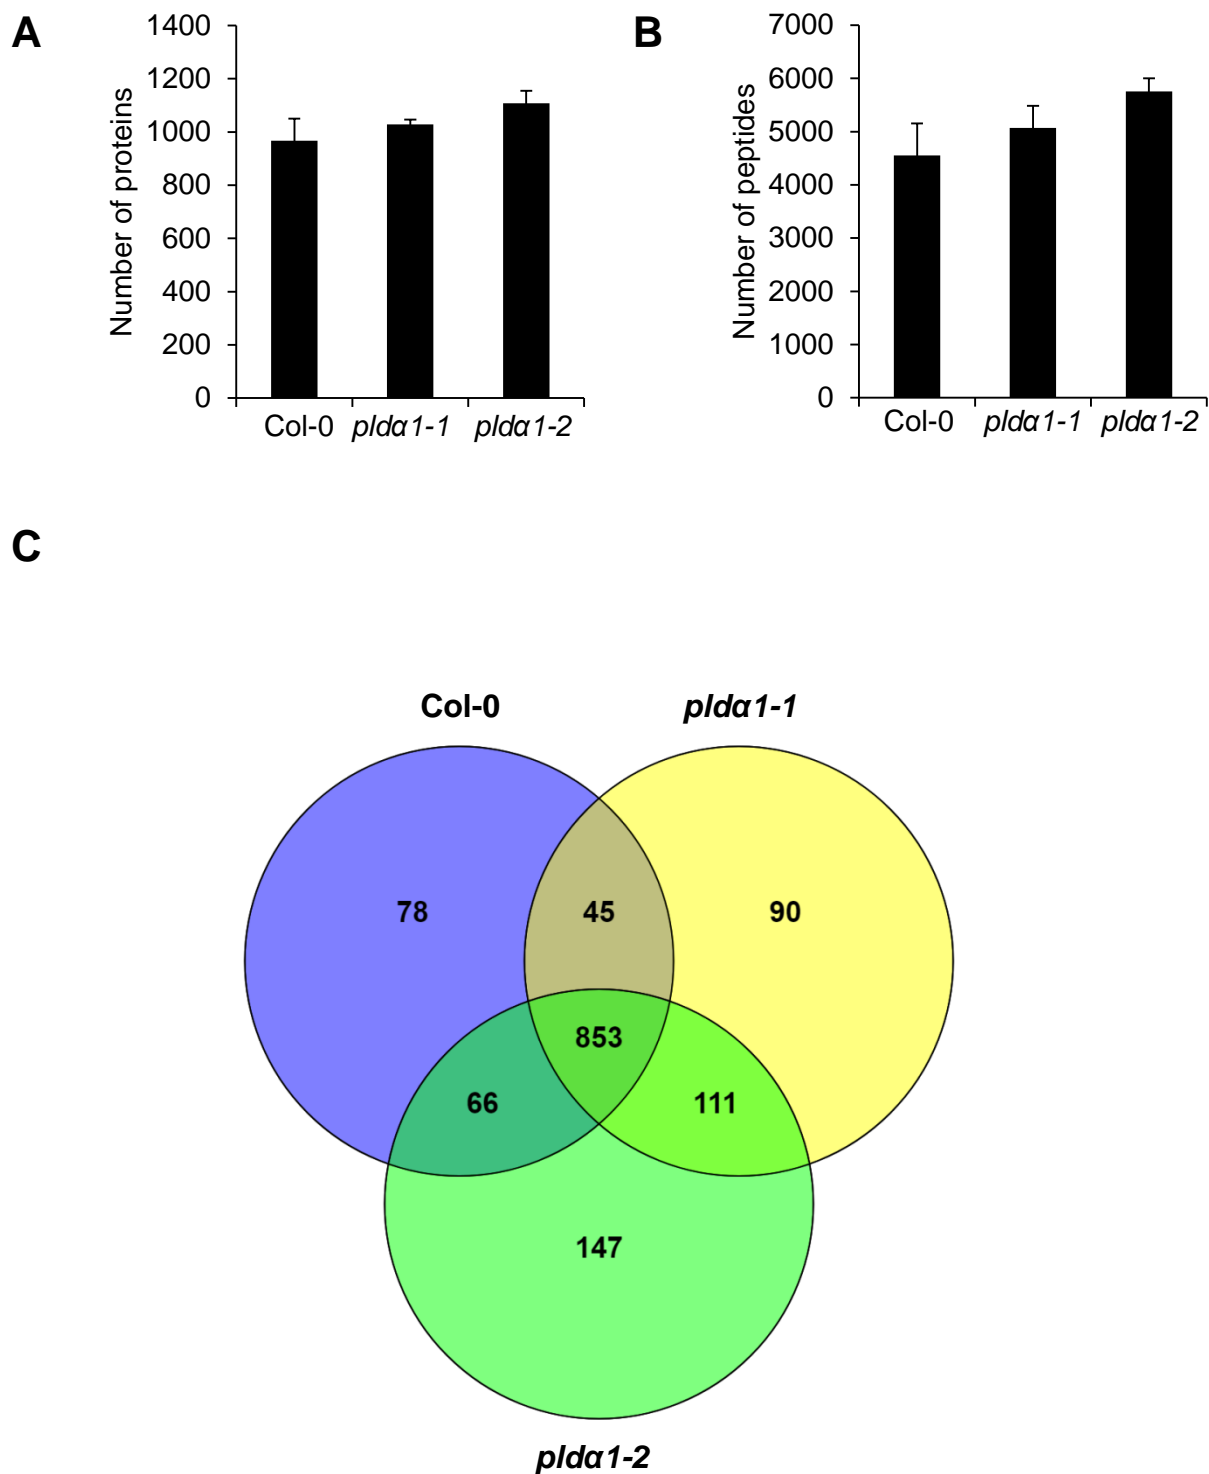 A
Number of proteins
1400
1200
1000
800
600
400
200
0
Col-0 pldα1-1 pldα1-2
B
Number of peptides
7000
6000
5000
4000
3000
2000
1000
0
Col-0 pldα1-1 pldα1-2
C
Col-0 pldα1-1
78 45 90
853
66 111
147
pldα1-2